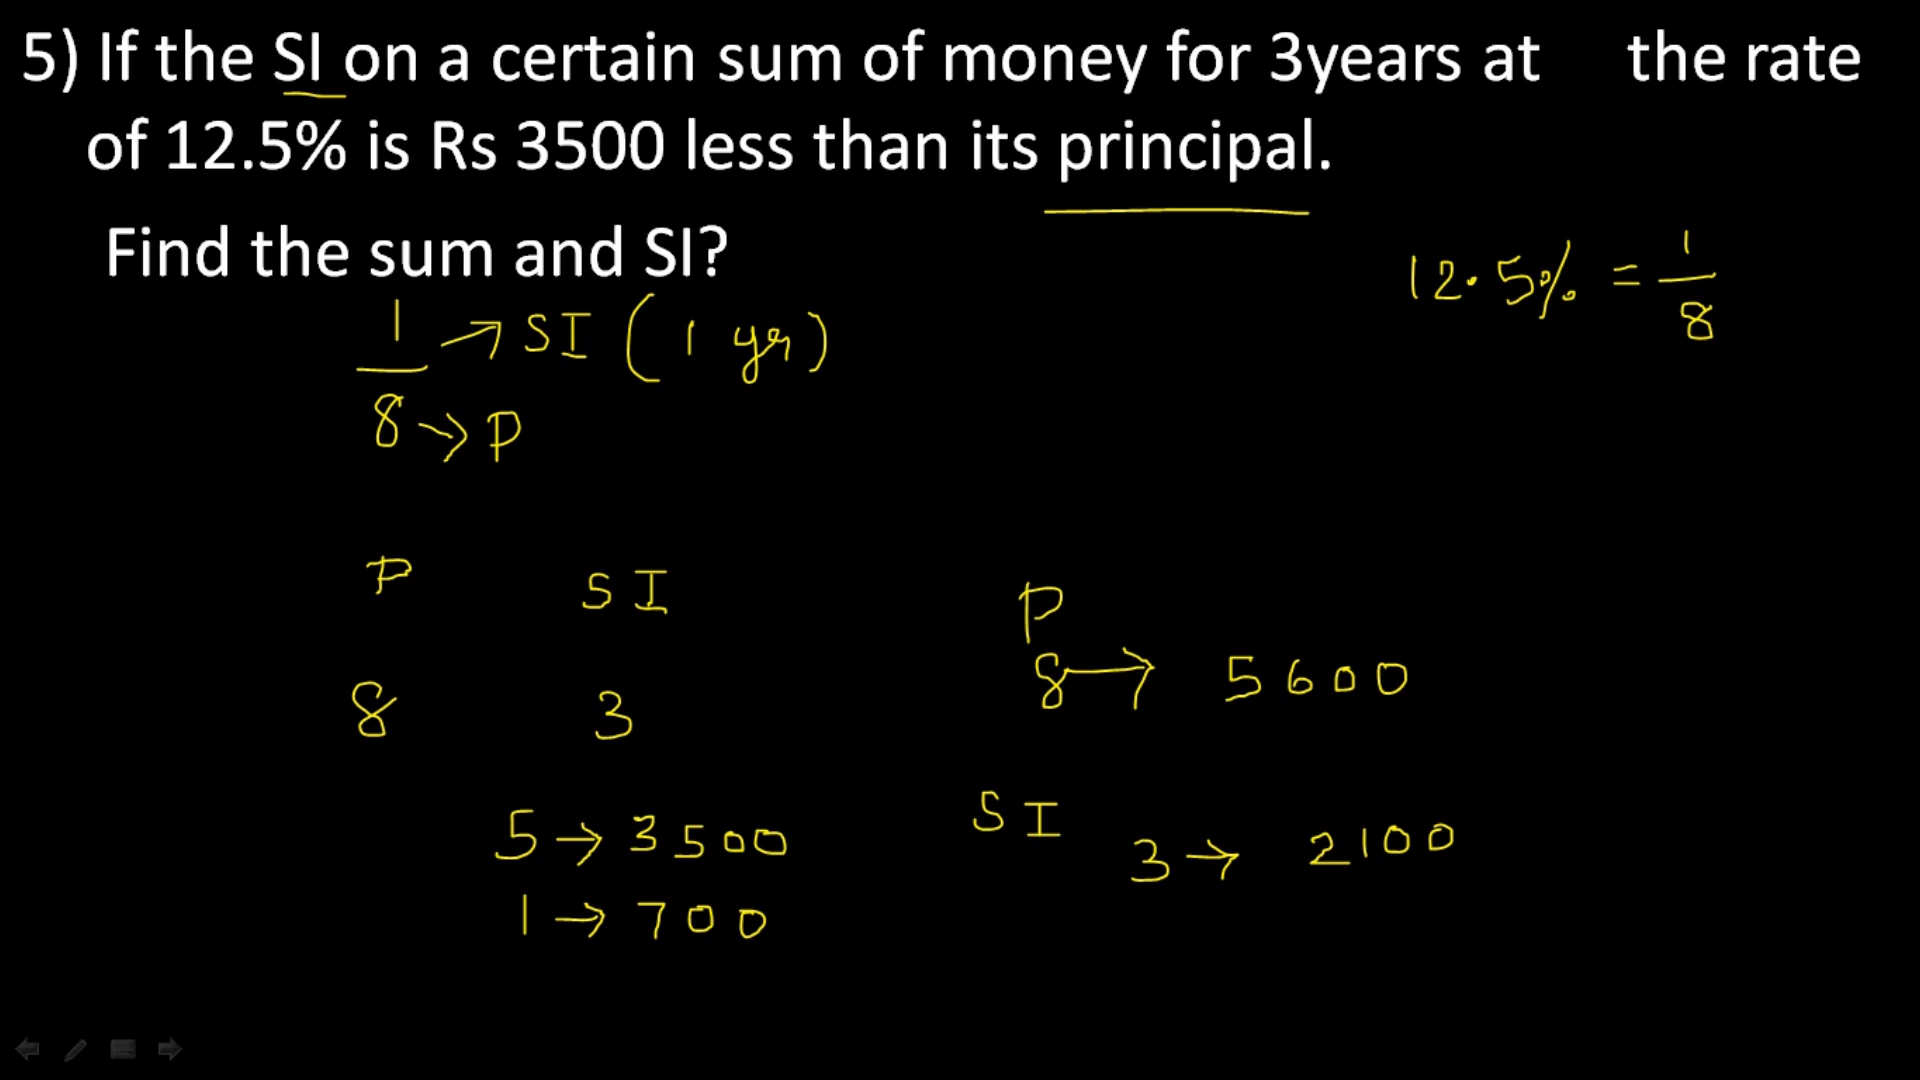 5) If the SI on a certain sum of money for 3years at the rate
of 12.5% is Rs 3500 less than its principal.
Find the sum and SI?
12.5% = 1/8
1 → SI (1 yr)
8 → P
P SI
8 3
5 → 3500
1 → 700
P
8 → 5600
SI
3 → 2100